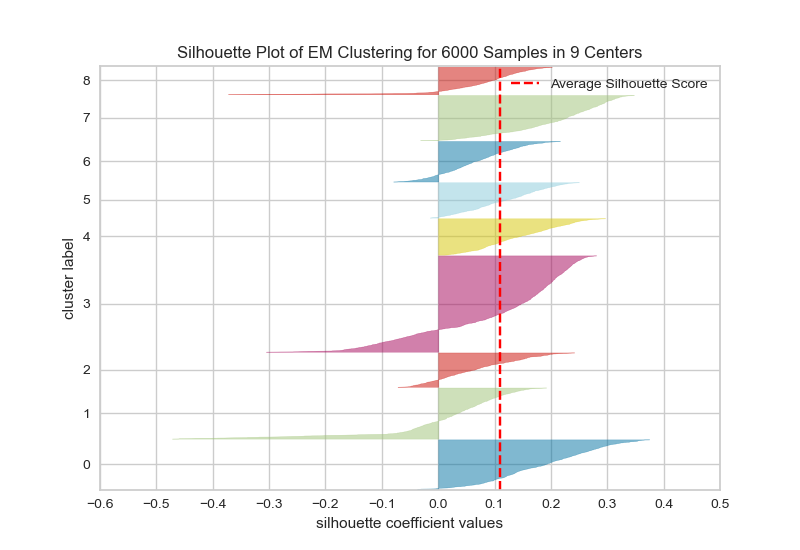 Silhouette Plot of EM Clustering for 6000 Samples in 9 Centers
Average Silhouette Score
cluster label
8
7
6
5
4
3
2
1
0
−0.6 −0.5 −0.4 −0.3 −0.2 −0.1 0.0 0.1 0.2 0.3 0.4 0.5
silhouette coefficient values